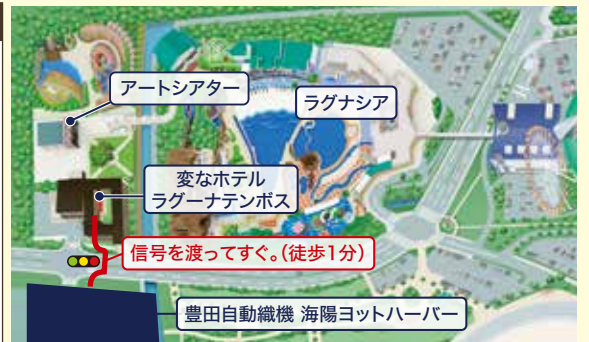 アートシアター
ラグナシア
変なホテル
ラグーナテンボス
信号を渡ってすぐ。(徒歩1分)
豊田自動織機 海陽ヨットハーバー